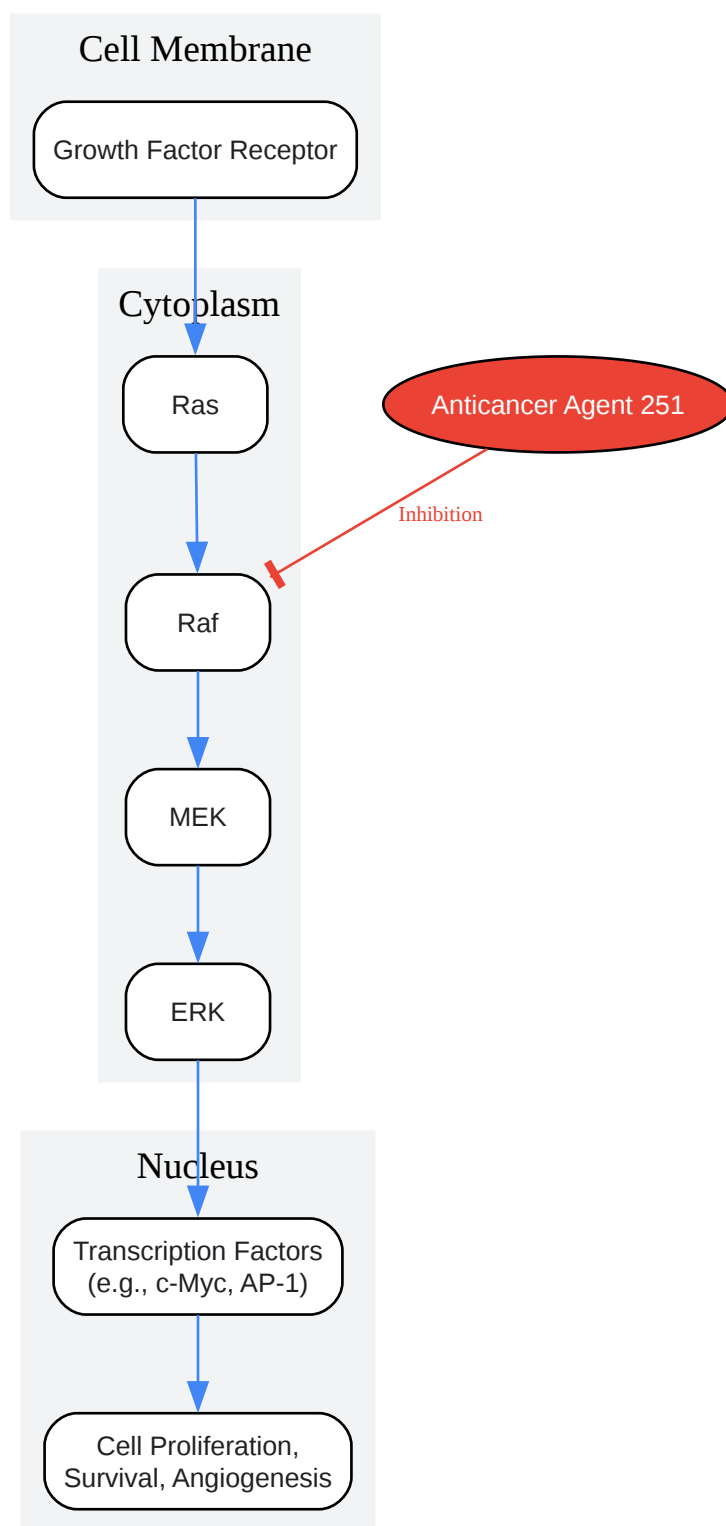 Cell Membrane
Growth Factor Receptor
Cytoplasm
Ras
Anticancer Agent 251
Inhibition
Raf
MEK
ERK
Nucleus
Transcription Factors
(e.g., c-Myc, AP-1)
Cell Proliferation,
Survival, Angiogenesis